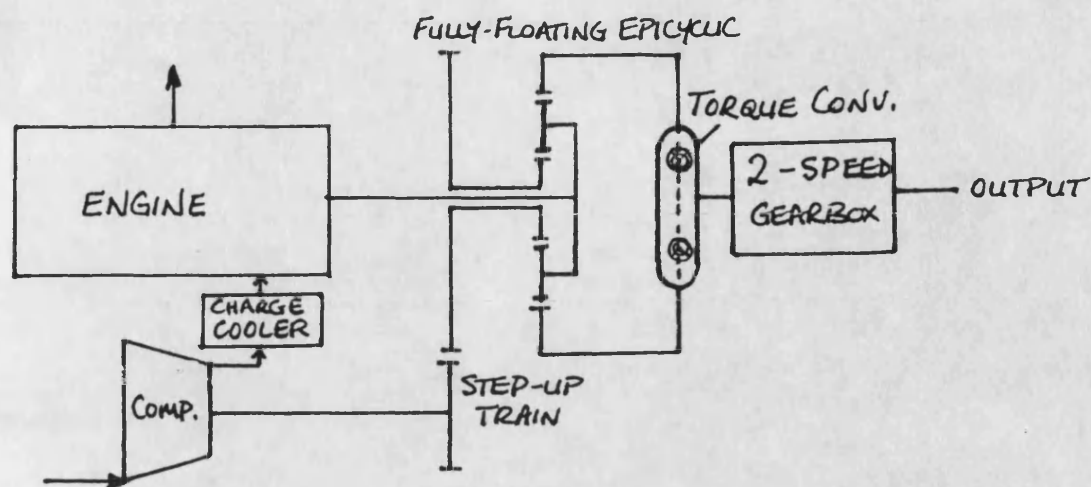 FULLY-FLOATING EPICYCLIC
TORQUE CONV.
ENGINE
2-SPEED
GEARBOX
OUTPUT
CHARGE
COOLER
STEP-UP
TRAIN
COMP.